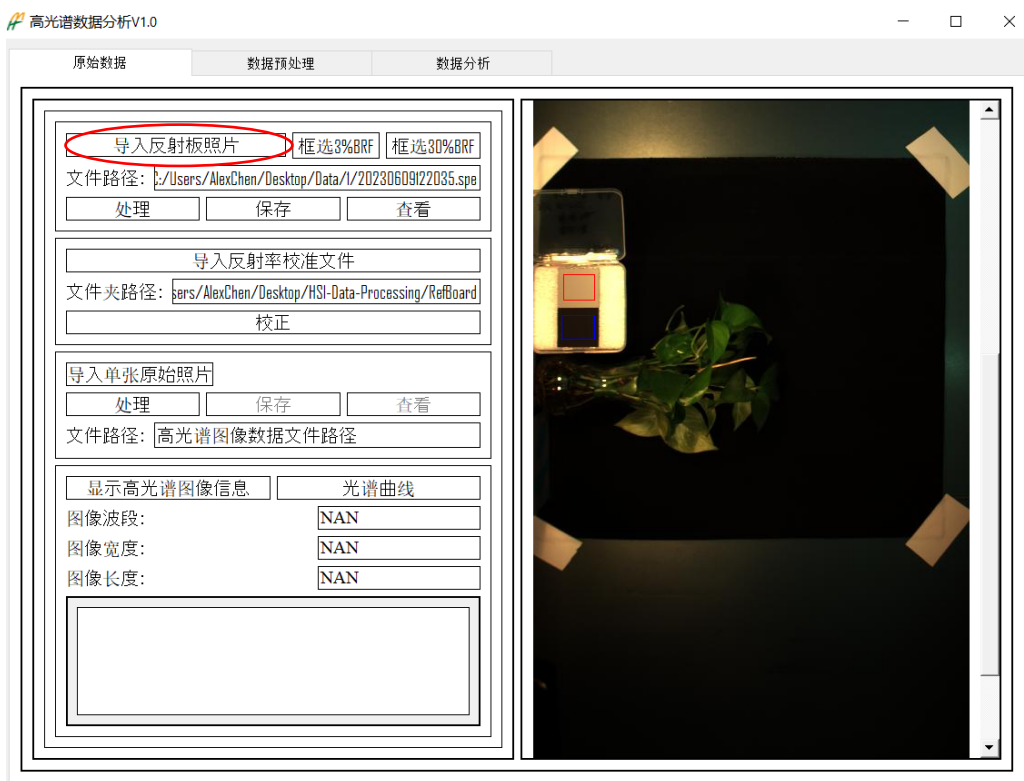 高光谱数据分析V1.0
原始数据 数据预处理 数据分析
导入反射板照片 框选3%BRF 框选30%BRF
文件路径: C:/Users/AlexChen/Desktop/Data/1/20230609122035.spe
处理 保存 查看
导入反射率校准文件
文件夹路径: sers/AlexChen/Desktop/HSI-Data-Processing/RefBoard
校正
导入单张原始照片
处理 保存 查看
文件路径: 高光谱图像数据文件路径
显示高光谱图像信息 光谱曲线
图像波段: NAN
图像宽度: NAN
图像长度: NAN